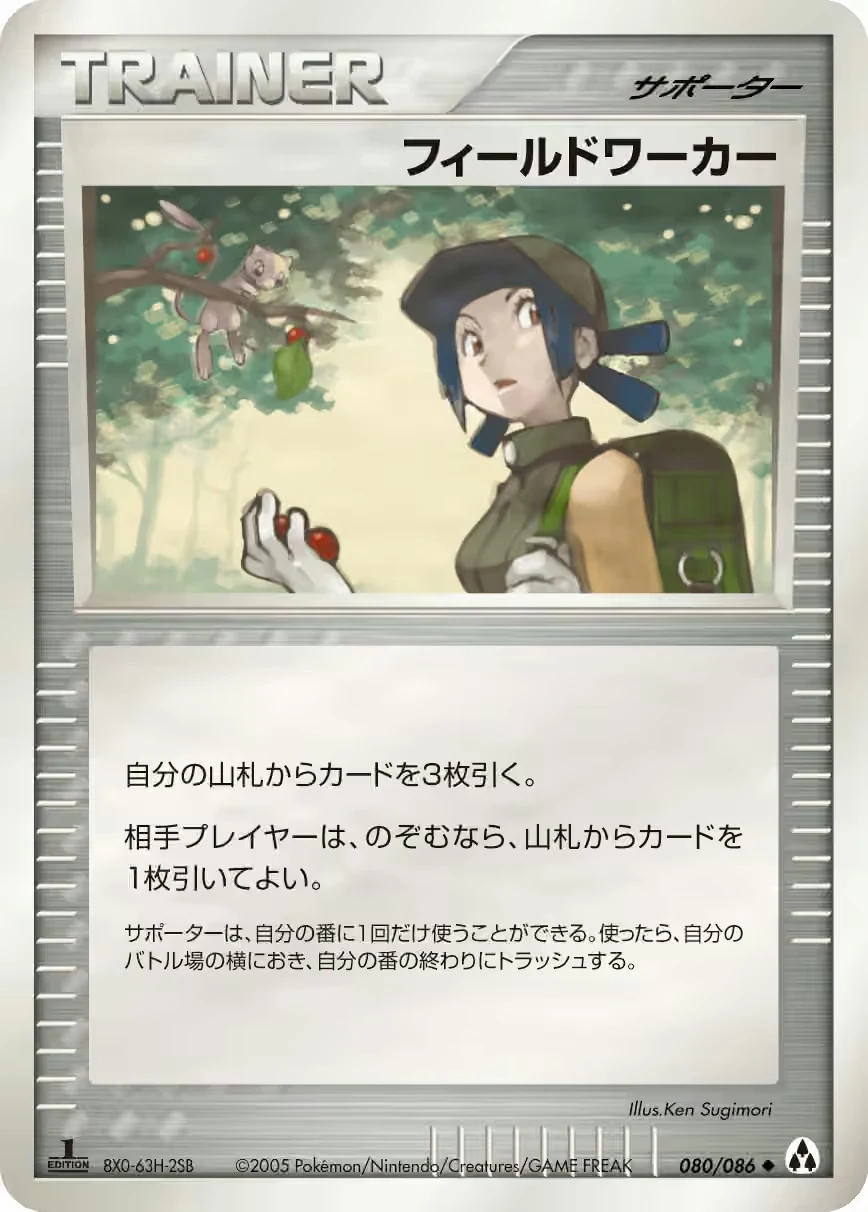 TRAINER
サポーター
フィールドワーカー
自分の山札からカードを3枚引く。
相手プレイヤーは、のぞむなら、山札からカードを
1枚引いてよい。
サポーターは、自分の番に1回だけ使うことができる。使ったら、自分の
バトル場の横におき、自分の番の終わりにトラッシュする。
Illus.Ken Sugimori
1
EDITION
8X0-63H-2SB
©2005 Pokémon/Nintendo/Creatures/GAME FREAK
080/086